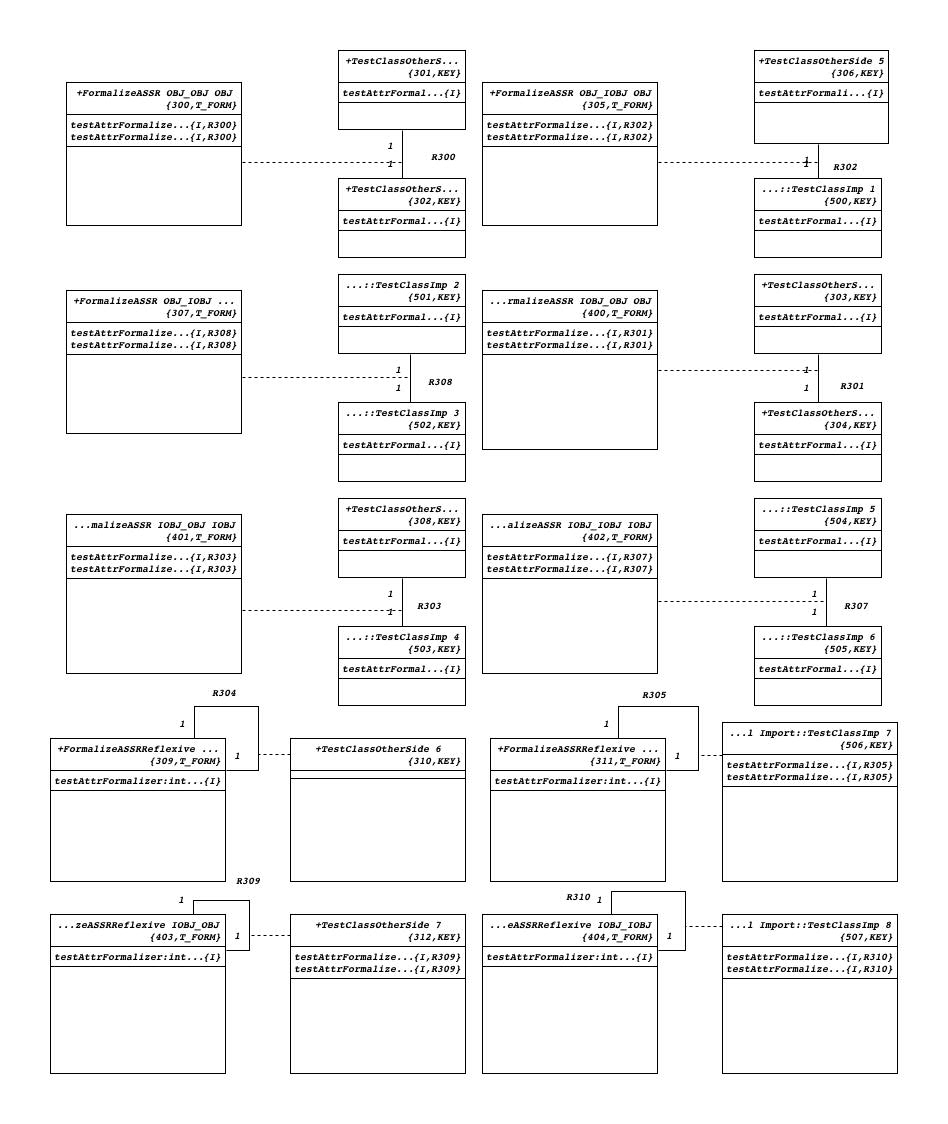 +TestClassOtherS...
{301,KEY}
testAttrFormal...{I}
+FormalizeASSR OBJ_OBJ OBJ
{300,T_FORM}
testAttrFormalize...{I,R300}
testAttrFormalize...{I,R300}
1
1
R300
+TestClassOtherS...
{302,KEY}
testAttrFormal...{I}
+TestClassOtherSide 5
{306,KEY}
testAttrFormali...{I}
+FormalizeASSR OBJ_IOBJ OBJ
{305,T_FORM}
testAttrFormalize...{I,R302}
testAttrFormalize...{I,R302}
1
1
R302
...::TestClassImp 1
{500,KEY}
testAttrFormal...{I}
...::TestClassImp 2
{501,KEY}
testAttrFormal...{I}
+FormalizeASSR OBJ_IOBJ ...
{307,T_FORM}
testAttrFormalize...{I,R308}
testAttrFormalize...{I,R308}
1
1
R308
...::TestClassImp 3
{502,KEY}
testAttrFormal...{I}
+TestClassOtherS...
{303,KEY}
testAttrFormal...{I}
...rmalizeASSR IOBJ_OBJ OBJ
{400,T_FORM}
testAttrFormalize...{I,R301}
testAttrFormalize...{I,R301}
1
1
R301
+TestClassOtherS...
{304,KEY}
testAttrFormal...{I}
+TestClassOtherS...
{308,KEY}
testAttrFormal...{I}
...malizeASSR IOBJ_OBJ IOBJ
{401,T_FORM}
testAttrFormalize...{I,R303}
testAttrFormalize...{I,R303}
1
1
R303
...::TestClassImp 4
{503,KEY}
testAttrFormal...{I}
...::TestClassImp 5
{504,KEY}
testAttrFormal...{I}
...alizeASSR IOBJ_IOBJ IOBJ
{402,T_FORM}
testAttrFormalize...{I,R307}
testAttrFormalize...{I,R307}
1
1
R307
...::TestClassImp 6
{505,KEY}
testAttrFormal...{I}
R304
1
1
+FormalizeASSRReflexive ...
{309,T_FORM}
testAttrFormalizer:int...{I}
+TestClassOtherSide 6
{310,KEY}
R305
1
1
+FormalizeASSRReflexive ...
{311,T_FORM}
testAttrFormalizer:int...{I}
...l Import::TestClassImp 7
{506,KEY}
testAttrFormalize...{I,R305}
testAttrFormalize...{I,R305}
R309
1
1
...zeASSRReflexive IOBJ_OBJ
{403,T_FORM}
testAttrFormalizer:int...{I}
+TestClassOtherSide 7
{312,KEY}
testAttrFormalize...{I,R309}
testAttrFormalize...{I,R309}
R310
1
1
...eASSRReflexive IOBJ_IOBJ
{404,T_FORM}
testAttrFormalizer:int...{I}
...l Import::TestClassImp 8
{507,KEY}
testAttrFormalize...{I,R310}
testAttrFormalize...{I,R310}